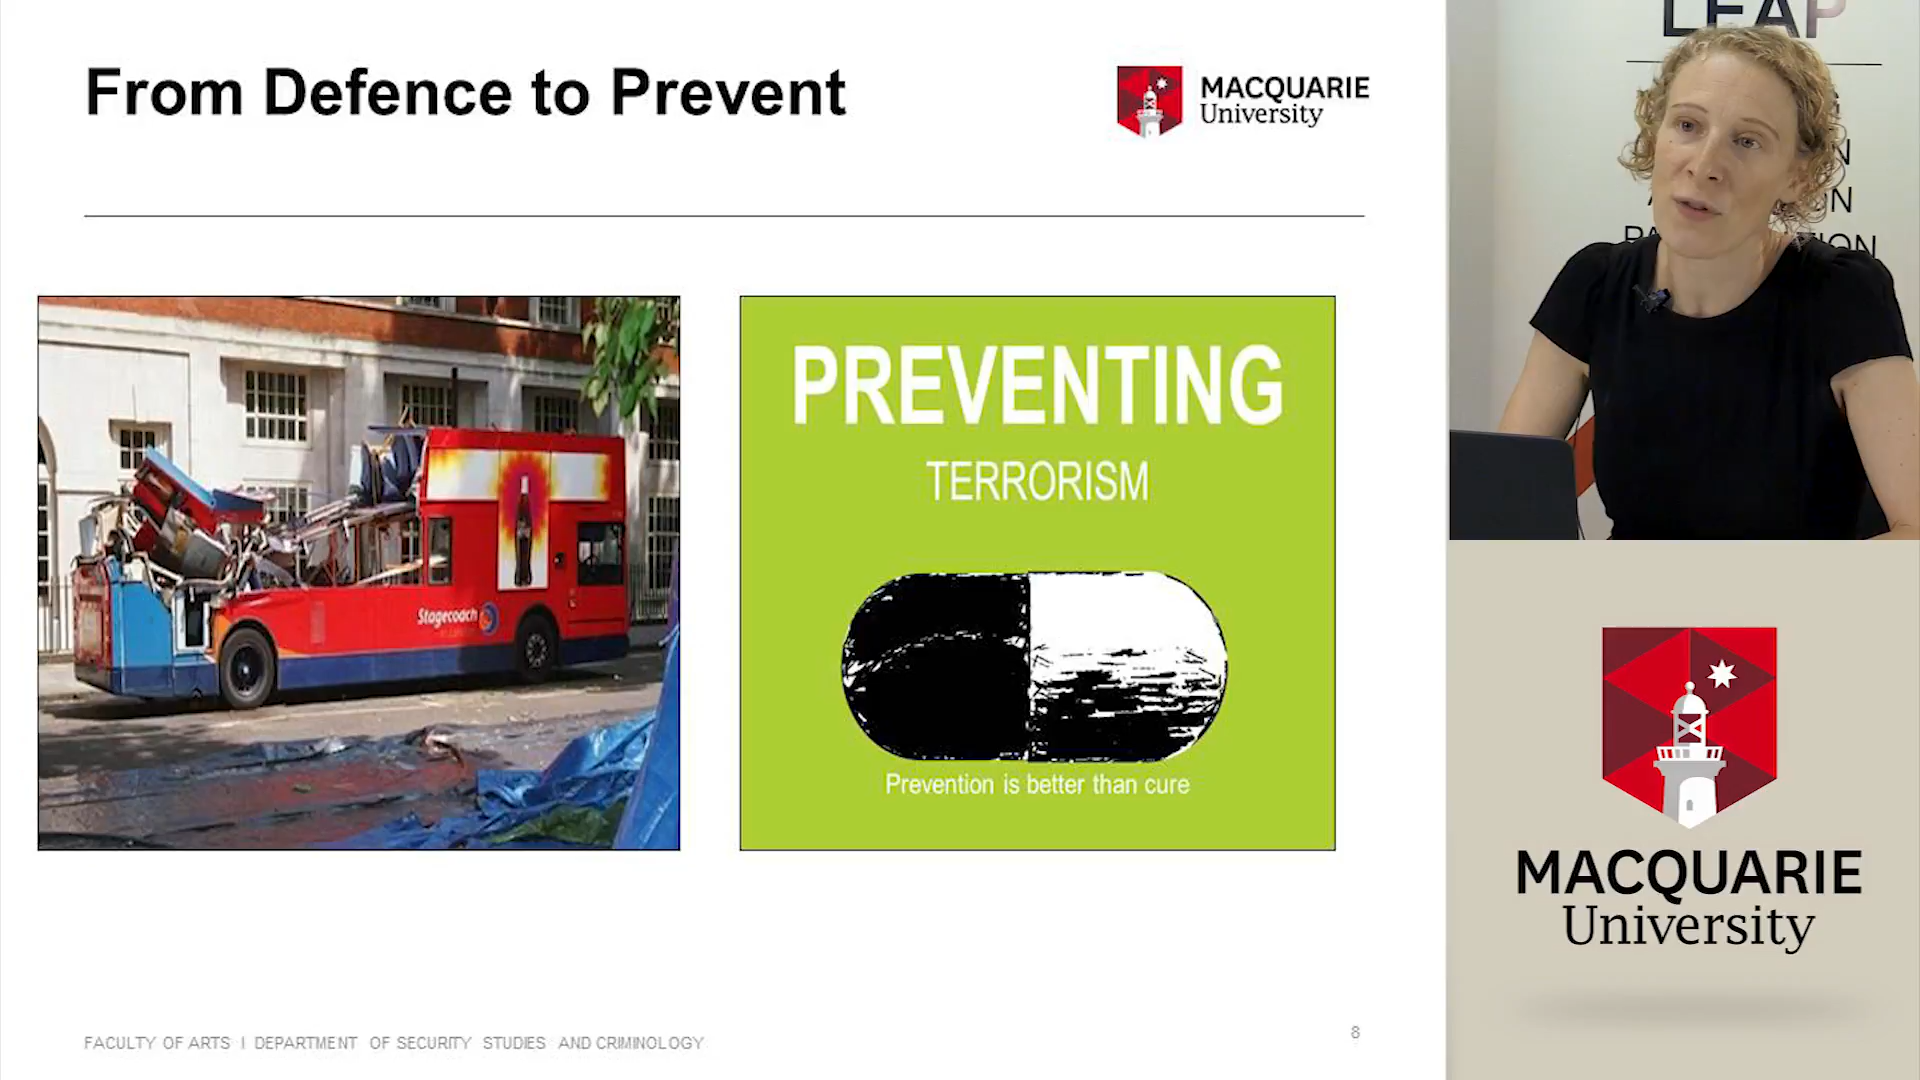 From Defence to Prevent
MACQUARIE
University
Stagecoach
PREVENTING
TERRORISM
Prevention is better than cure
FACULTY OF ARTS I DEPARTMENT OF SECURITY STUDIES AND CRIMINOLOGY
8
LEAP
MACQUARIE
University